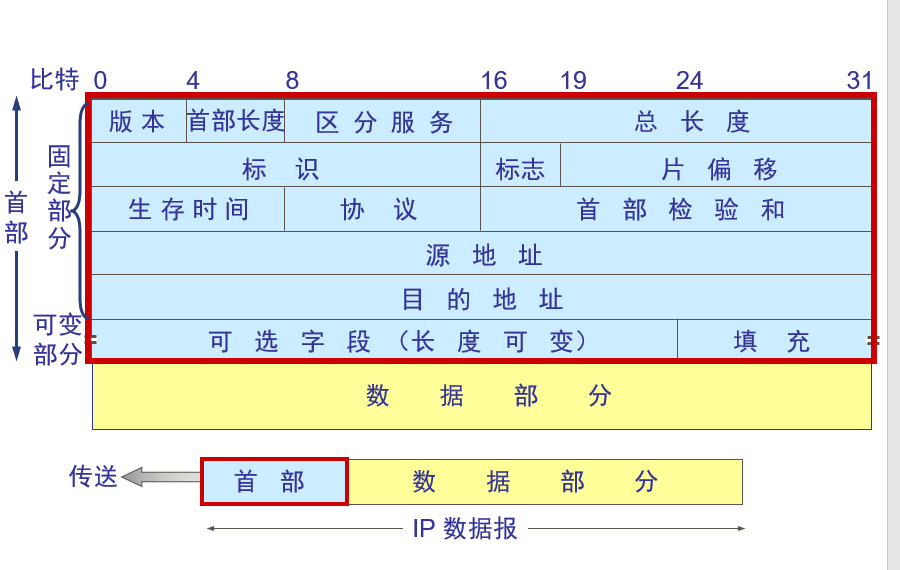 比特 0 4 8 16 19 24 31
版本 首部长度 区分服务 总长度
标识 标志 片偏移
生存时间 协议 首部检验和
源地址
目的地址
可选字段（长度可变） 填充
数据部分
首部
固定部分
可变
部分
传送 首部 数据部分
IP 数据报